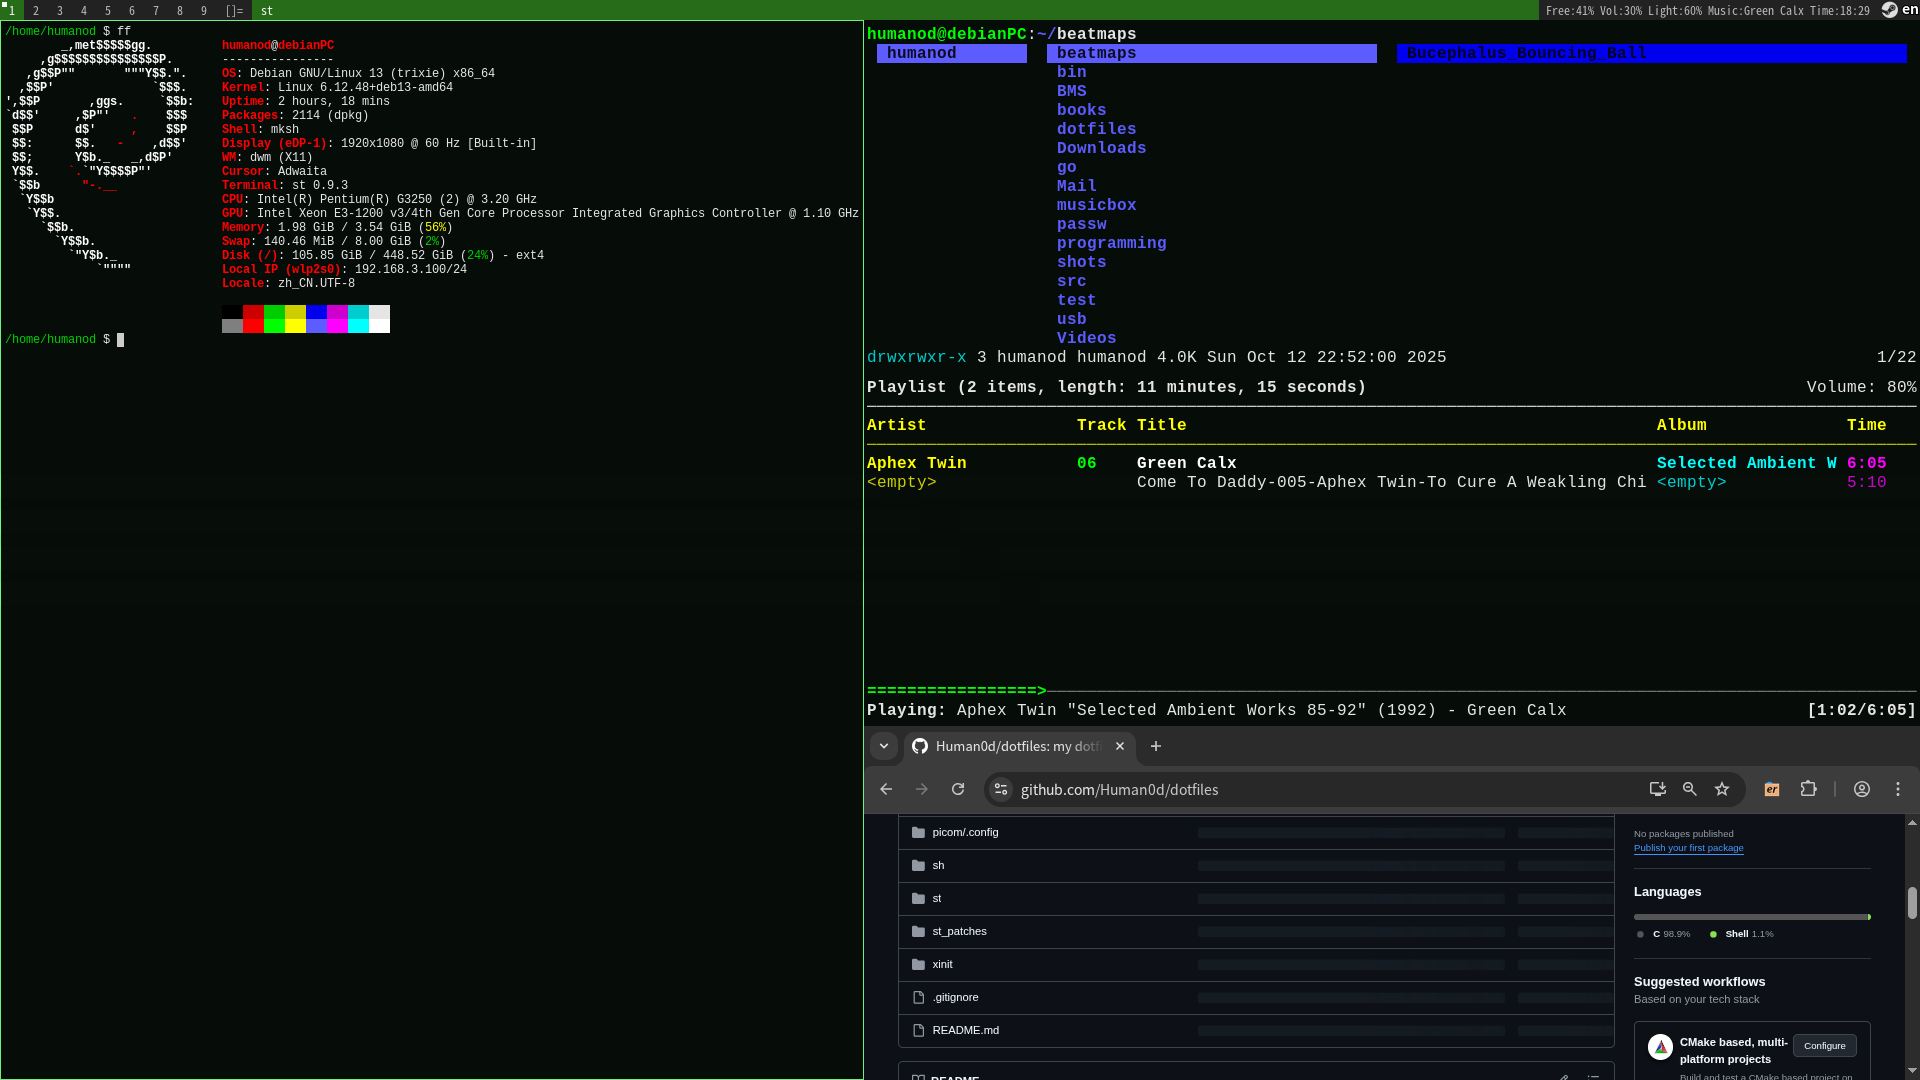 1 2 3 4 5 6 7 8 9 []= st
Free:41% Vol:30% Light:60% Music:Green Calx Time:18:29 en
/home/humanod $ ff
_,met$$$$$gg.
,g$$$$$$$$$$$$$$$P.
,g$$P"" """Y$$.".
,$$P' `$$$.
',$$P ,ggs. `$$b:
`d$$' ,$P"' . $$$
$$P d$' , $$P
$$: $$. - ,d$$'
$$; Y$b._ _,d$P'
Y$$. `.`"Y$$$$P"'
`$$b "-.__
`Y$$b
`Y$$.
`$$b.
`Y$$b.
`"Y$b._
`""""
humanod@debianPC
----------------
OS: Debian GNU/Linux 13 (trixie) x86_64
Kernel: Linux 6.12.48+deb13-amd64
Uptime: 2 hours, 18 mins
Packages: 2114 (dpkg)
Shell: mksh
Display (eDP-1): 1920x1080 @ 60 Hz [Built-in]
WM: dwm (X11)
Cursor: Adwaita
Terminal: st 0.9.3
CPU: Intel(R) Pentium(R) G3250 (2) @ 3.20 GHz
GPU: Intel Xeon E3-1200 v3/4th Gen Core Processor Integrated Graphics Controller @ 1.10 GHz
Memory: 1.98 GiB / 3.54 GiB (56%)
Swap: 140.46 MiB / 8.00 GiB (2%)
Disk (/): 105.85 GiB / 448.52 GiB (24%) - ext4
Local IP (wlp2s0): 192.168.3.100/24
Locale: zh_CN.UTF-8
/home/humanod $
humanod@debianPC:~/beatmaps
humanod beatmaps Bucephalus Bouncing Ball
bin
BMS
books
dotfiles
Downloads
go
Mail
musicbox
passw
programming
shots
src
test
usb
Videos
drwxrwxr-x 3 humanod humanod 4.0K Sun Oct 12 22:52:00 2025 1/22
Playlist (2 items, length: 11 minutes, 15 seconds) Volume: 80%
Artist Track Title Album Time
Aphex Twin 06 Green Calx Selected Ambient W 6:05
<empty> Come To Daddy-005-Aphex Twin-To Cure A Weakling Chi <empty> 5:10
=================>
Playing: Aphex Twin "Selected Ambient Works 85-92" (1992) - Green Calx [1:02/6:05]
Human0d/dotfiles: my dotfi
github.com/Human0d/dotfiles
er
picom/.config
sh
st
st_patches
xinit
.gitignore
README.md
README
No packages published
Publish your first package
Languages
C 98.9% Shell 1.1%
Suggested workflows
Based on your tech stack
CMake based, multi-
platform projects
Configure
Build and test a CMake based project on